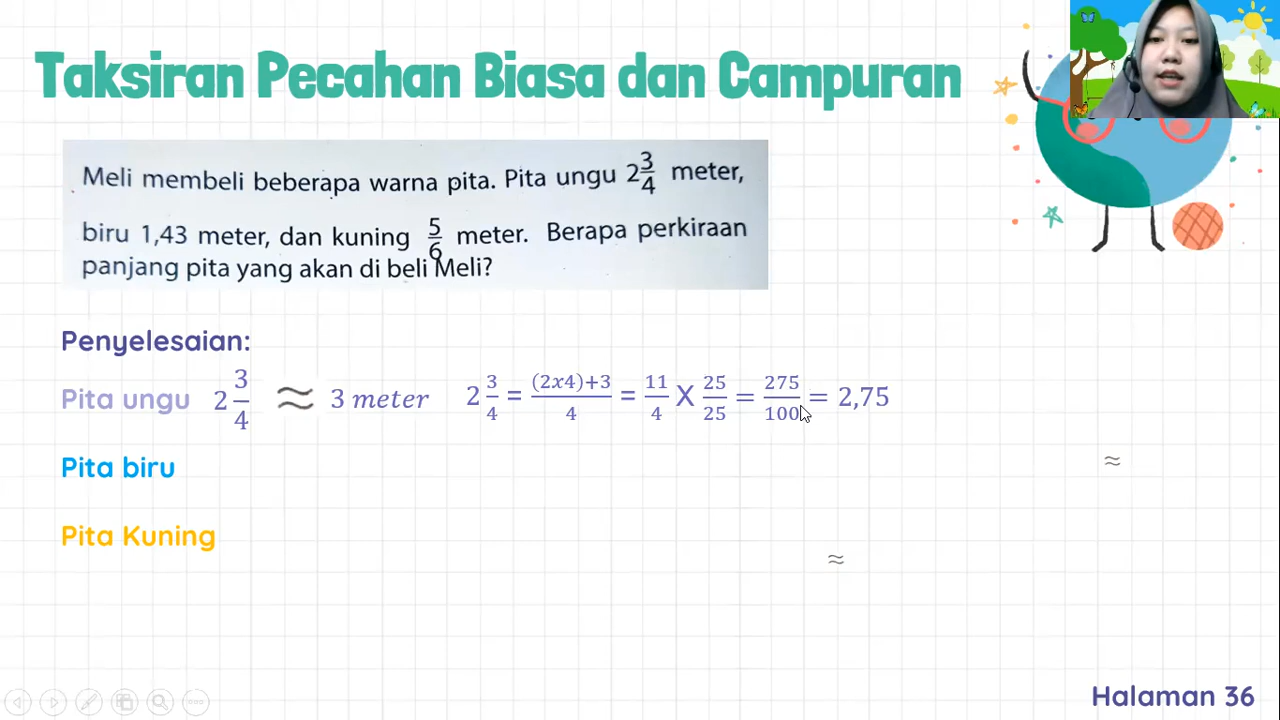 Taksiran Pecahan Biasa dan Campuran
Meli membeli beberapa warna pita. Pita ungu 2 3/4 meter,
biru 1,43 meter, dan kuning 5/6 meter. Berapa perkiraan
panjang pita yang akan di beli Meli?
Penyelesaian:
Pita ungu 2 3/4 ≈ 3 meter 2 3/4 = (2x4)+3/4 = 11/4 X 25/25 = 275/100 = 2,75
≈
Pita biru
Pita Kuning
≈
Halaman 36